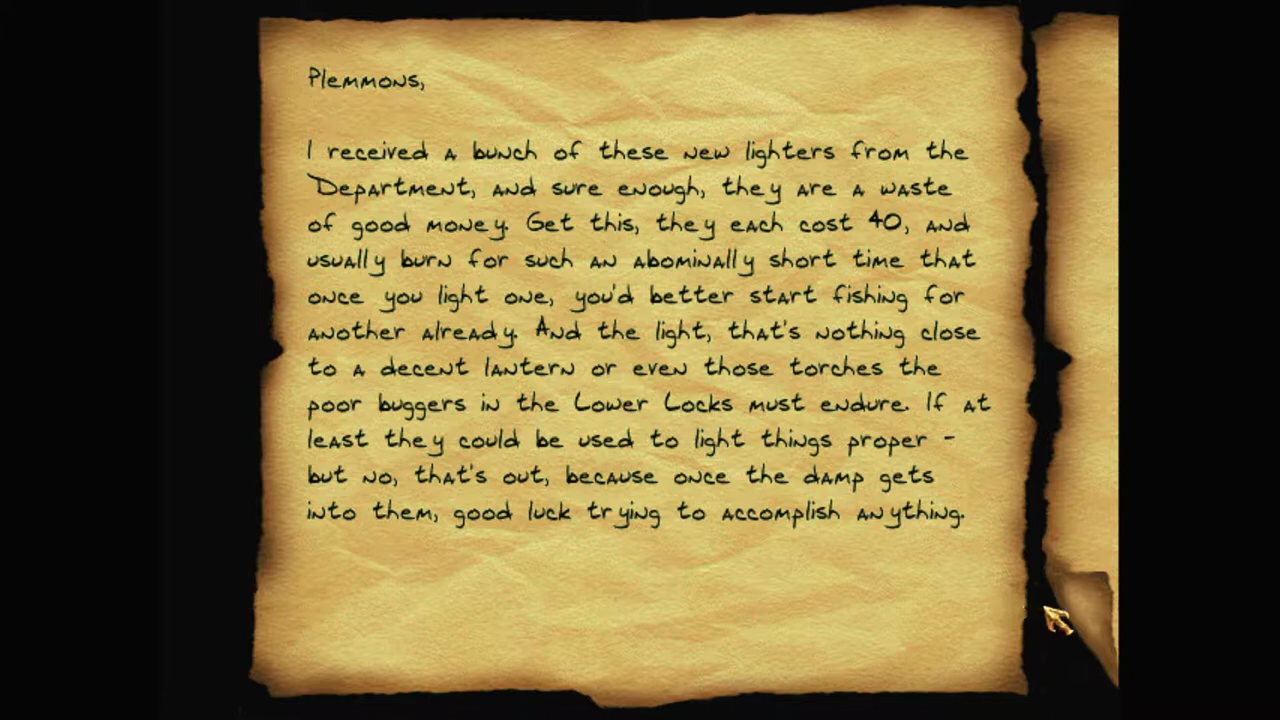 Plemmons,
I received a bunch of these new lighters from the
Department, and sure enough, they are a waste
of good money. Get this, they each cost 40, and
usually burn for such an abominally short time that
once you light one, you'd better start fishing for
another already. And the light, that's nothing close
to a decent lantern or even those torches the
poor buggers in the Lower Locks must endure. If at
least they could be used to light things proper -
but no, that's out, because once the damp gets
into them, good luck trying to accomplish anything.